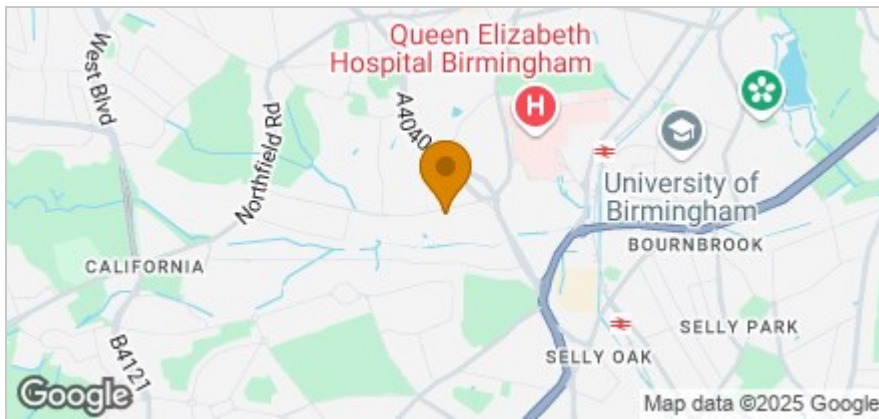 Queen Elizabeth
Hospital Birmingham
H
West Blvd
Northfield Rd
A4040
University of
Birmingham
BOURNBROOK
CALIFORNIA
B4121
SELLY PARK
SELLY OAK
Google
Map data ©2025 Google